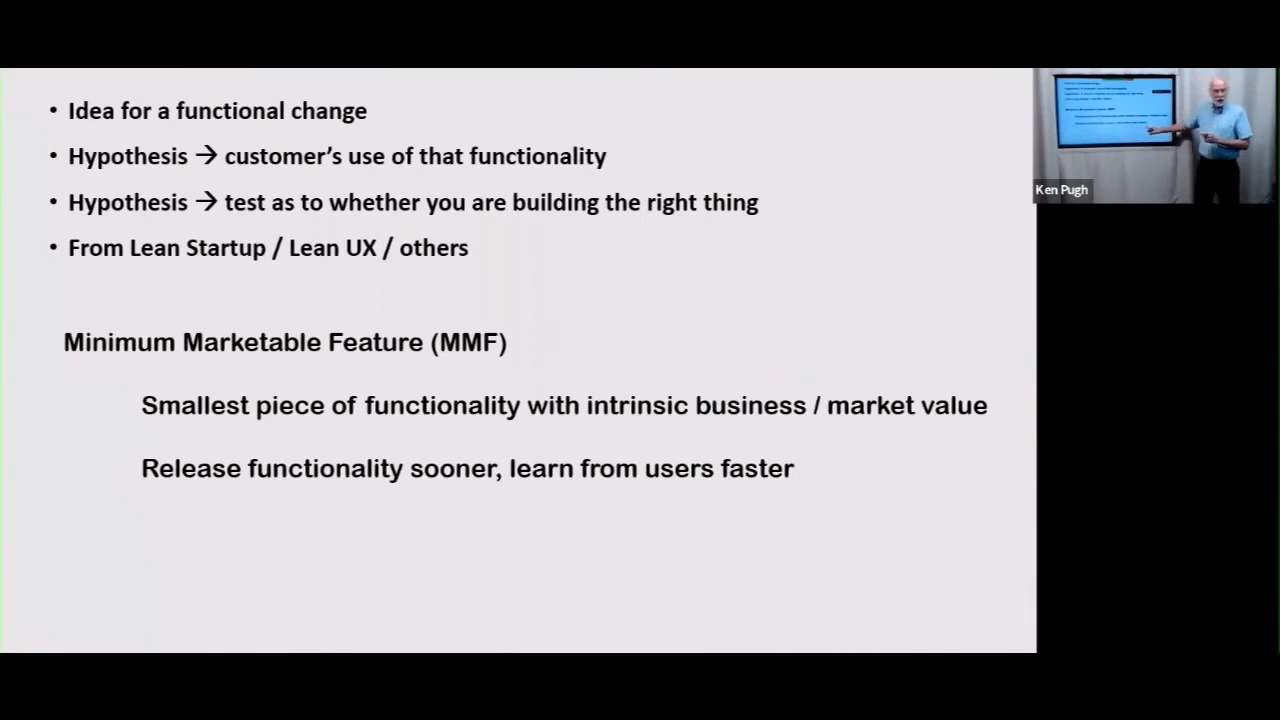 • Idea for a functional change
• Hypothesis → customer's use of that functionality
• Hypothesis → test as to whether you are building the right thing
• From Lean Startup / Lean UX / others
Minimum Marketable Feature (MMF)
Smallest piece of functionality with intrinsic business / market value
Release functionality sooner, learn from users faster
Ken Pugh